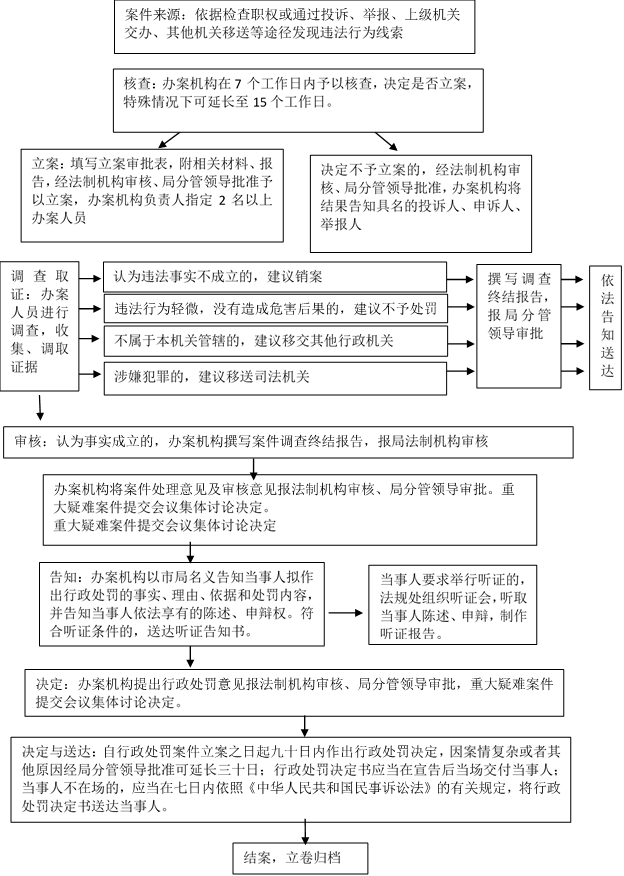 案件来源：依据检查职权或通过投诉、举报、上级机关
交办、其他机关移送等途径发现违法行为线索
核查：办案机构在 7 个工作日内予以核查，决定是否立案，
特殊情况下可延长至 15 个工作日。
立案：填写立案审批表，附相关材料、报
告，经法制机构审核、局分管领导批准予
以立案，办案机构负责人指定 2 名以上
办案人员
决定不予立案的，经法制机构审
核、局分管领导批准，办案机构将
结果告知具名的投诉人、申诉人、
举报人
调查取
证：办案
人员进行
调查，收
集、调取
证据
认为违法事实不成立的，建议销案
违法行为轻微，没有造成危害后果的，建议不予处罚
不属于本机关管辖的，建议移交其他行政机关
涉嫌犯罪的，建议移送司法机关
撰写调查
终结报告，
报局分管
领导审批
依
法
告
知
送
达
审核：认为事实成立的，办案机构撰写案件调查终结报告，报局法制机构审核
办案机构将案件处理意见及审核意见报法制机构审核、局分管领导审批。重
大疑难案件提交会议集体讨论决定。
重大疑难案件提交会议集体讨论决定
告知：办案机构以市局名义告知当事人拟作
出行政处罚的事实、理由、依据和处罚内容，
并告知当事人依法享有的陈述、申辩权。符
合听证条件的，送达听证告知书。
当事人要求举行听证的，
法规处组织听证会，听取
当事人陈述、申辩，制作
听证报告。
决定：办案机构提出行政处罚意见报法制机构审核、局分管领导审批，重大疑难案件
提交会议集体讨论决定。
决定与送达：自行政处罚案件立案之日起九十日内作出行政处罚决定，因案情复杂或者其
他原因经局分管领导批准可延长三十日；行政处罚决定书应当在宣告后当场交付当事人；
当事人不在场的，应当在七日内依照《中华人民共和国民事诉讼法》的有关规定，将行政
处罚决定书送达当事人。
结案，立卷归档